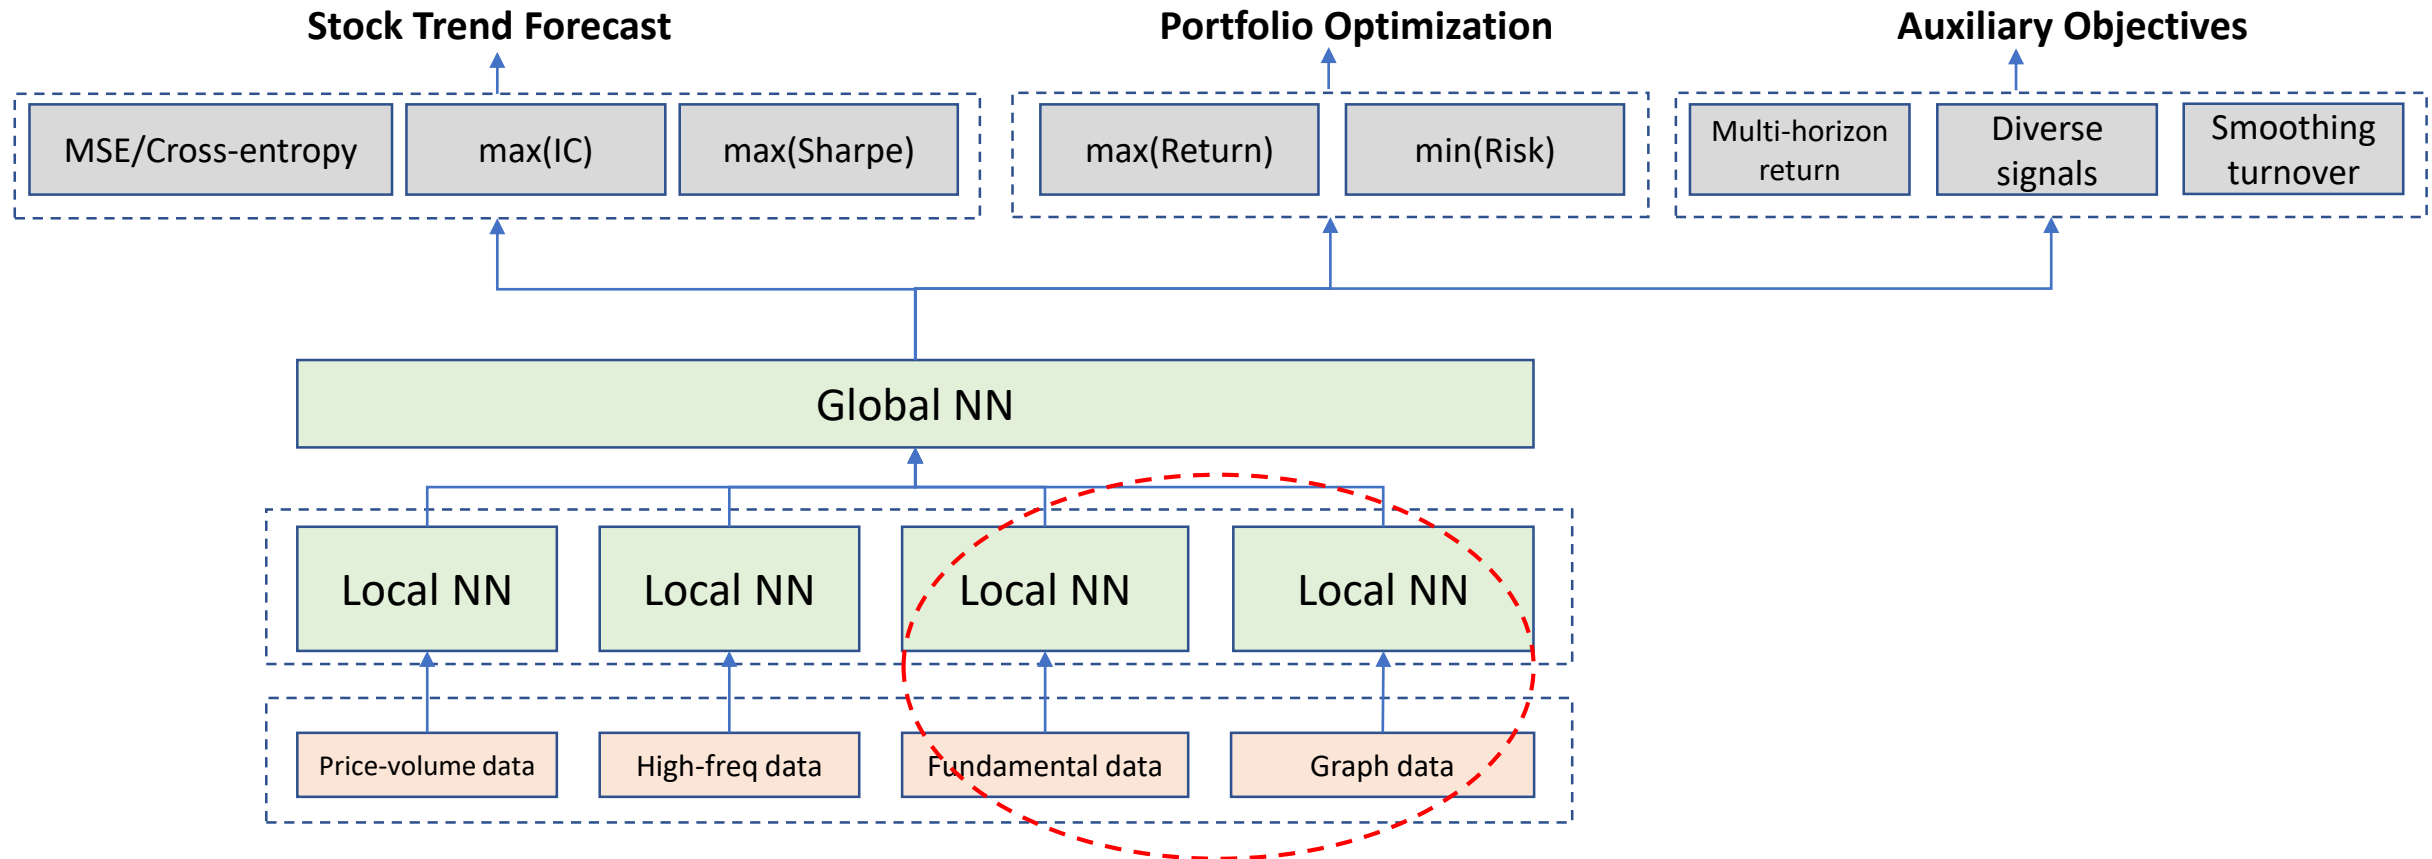 Stock Trend Forecast
Portfolio Optimization
Auxiliary Objectives
MSE/Cross-entropy
max(IC)
max(Sharpe)
max(Return)
min(Risk)
Multi-horizon
return
Diverse
signals
Smoothing
turnover
Global NN
Local NN
Local NN
Local NN
Local NN
Price-volume data
High-freq data
Fundamental data
Graph data